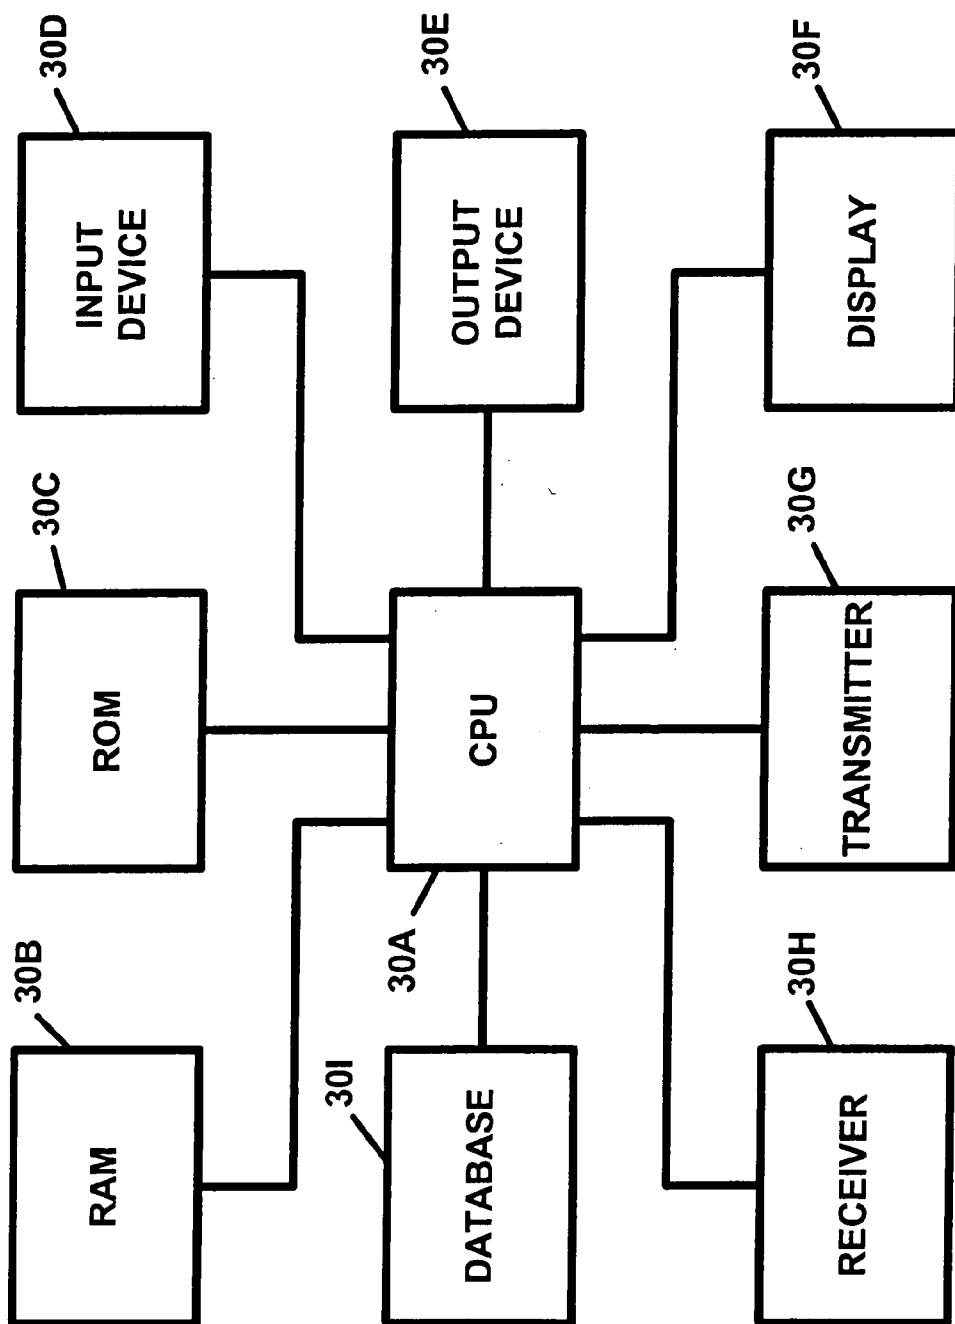 30B
30C
30D
RAM
ROM
INPUT
DEVICE
30I
30A
30E
DATABASE
CPU
OUTPUT
DEVICE
30H
30G
30F
RECEIVER
TRANSMITTER
DISPLAY